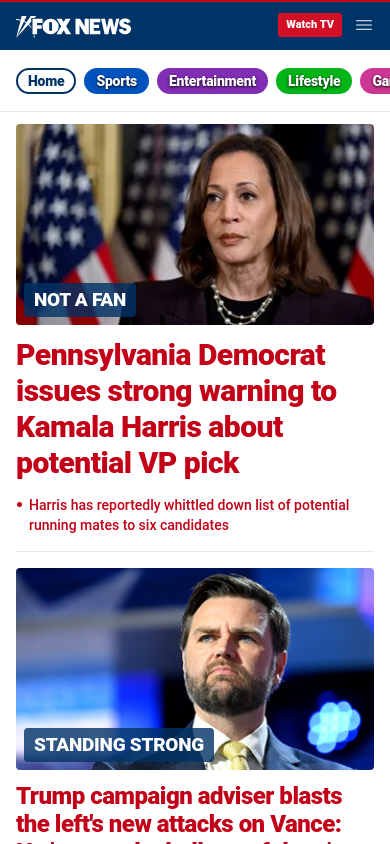 FOX NEWS
Watch TV
Home
Sports
Entertainment
Lifestyle
NOT A FAN
Pennsylvania Democrat
issues strong warning to
Kamala Harris about
potential VP pick
Harris has reportedly whittled down list of potential
running mates to six candidates
STANDING STRONG
Trump campaign adviser blasts
the left's new attacks on Vance: